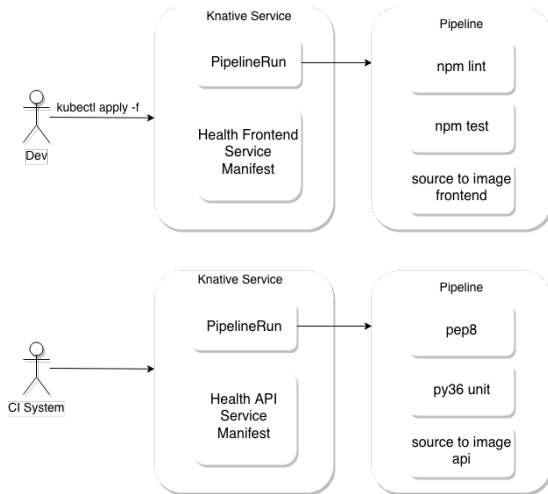 Knative Service
Pipeline
PipelineRun
npm lint
kubectl apply -f
npm test
Health Frontend
Service
Manifest
Dev
source to image
frontend
Knative Service
Pipeline
PipelineRun
pep8
py36 unit
CI System
Health API
Service
Manifest
source to image
api